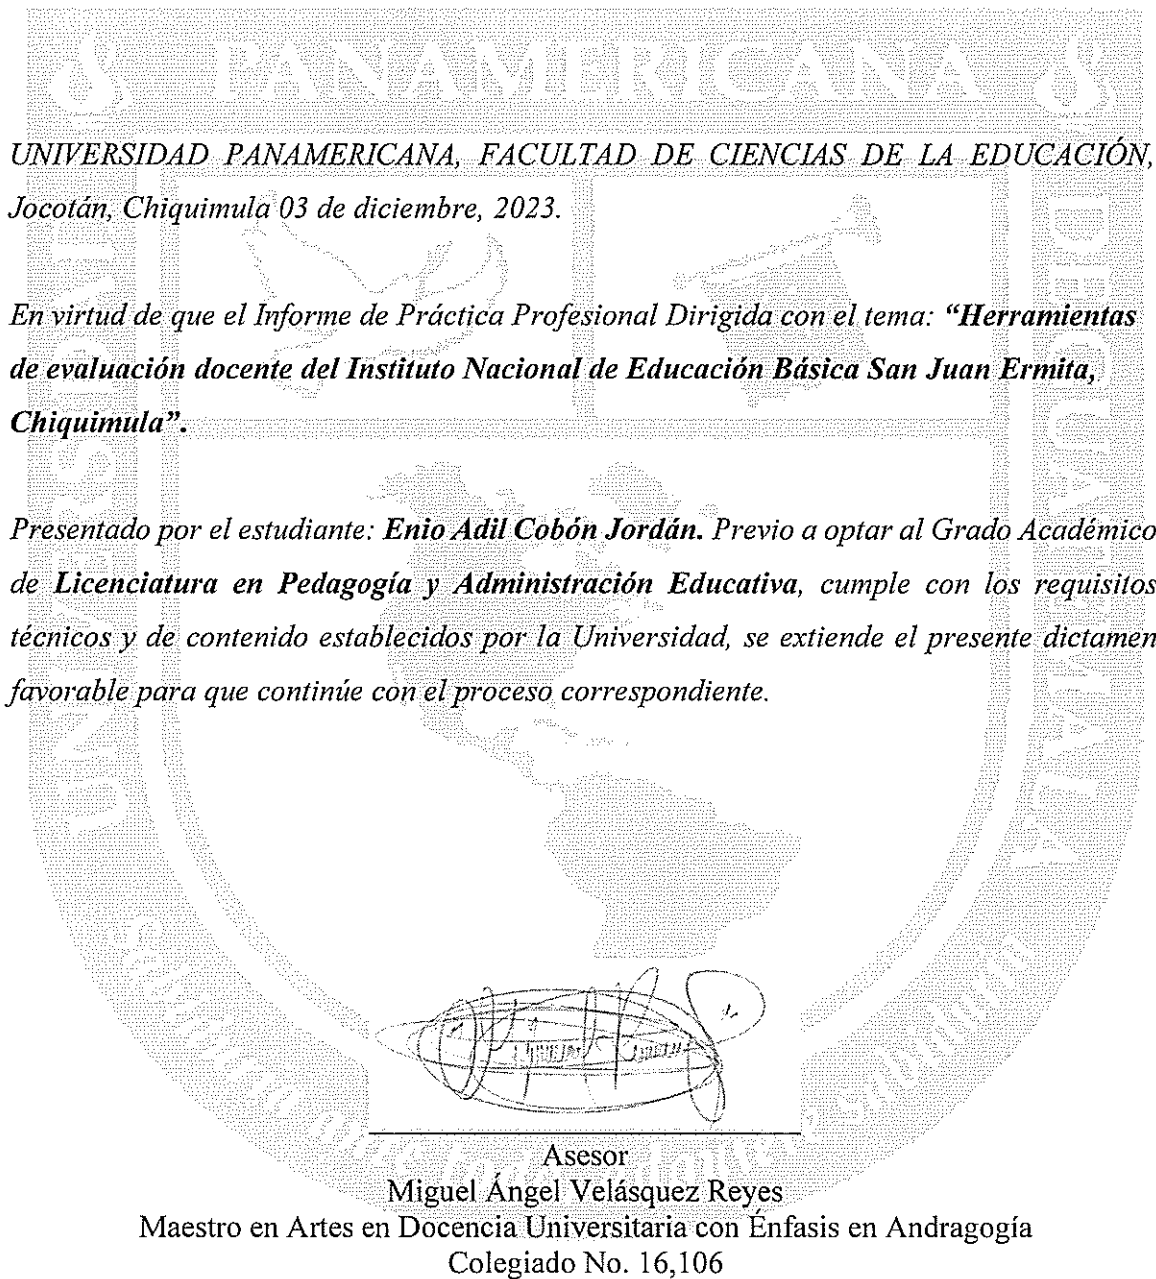 PANAMERICANA
UNIVERSIDAD PANAMERICANA, FACULTAD DE CIENCIAS DE LA EDUCACIÓN,
Jocotán, Chiquimula 03 de diciembre, 2023.
En virtud de que el Informe de Práctica Profesional Dirigida con el tema: “Herramientas
de evaluación docente del Instituto Nacional de Educación Básica San Juan Ermita,
Chiquimula”.
Presentado por el estudiante: Enio Adil Cobón Jordán. Previo a optar al Grado Académico
de Licenciatura en Pedagogía y Administración Educativa, cumple con los requisitos
técnicos y de contenido establecidos por la Universidad, se extiende el presente dictamen
favorable para que continúe con el proceso correspondiente.
Asesor
Miguel Ángel Velásquez Reyes
Maestro en Artes en Docencia Universitaria con Énfasis en Andragogía
Colegiado No. 16,106